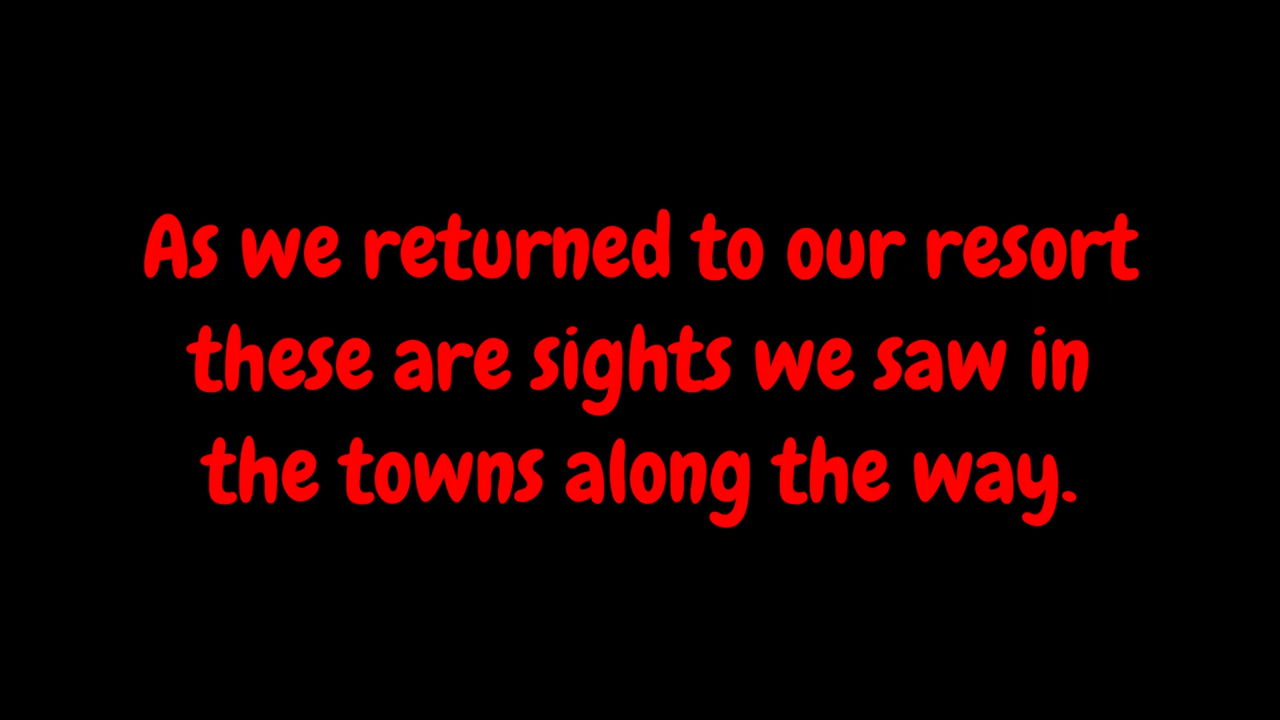 As we returned to our resort
these are sights we saw in
the towns along the way.